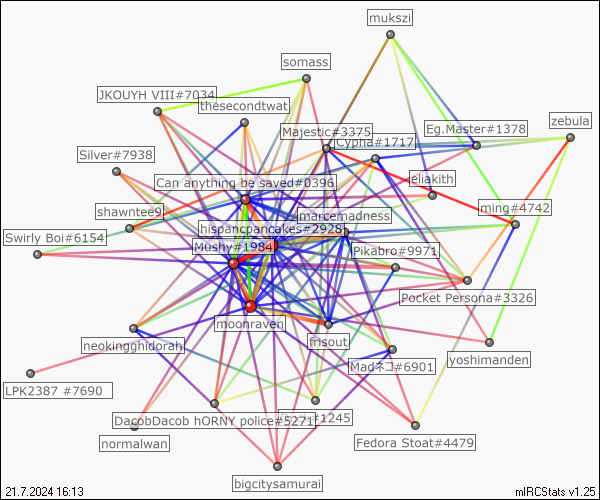 mukszi
somass
JKOUYH VIII#7034
thesecondtwat
zebula
Majestic#3375
Eg.Master#1378
Cypha#1717
Silver#7938
Can anything be saved#0396
eliakith
shawntee9
marcemadness
ming#4742
hispancpancakes#2928
Swirly Boi#6154
Mushy#1984
Pikabro#9971
Pocket Persona#3326
moonraven
frisout
neokingghidorah
yoshimanden
Madネコ#6901
LPK2387 #7690
DacobDacob hORNY police#5271
#1245
normalwan
Fedora Stoat#4479
bigcitysamurai
21.7.2024 16:13
mIRCStats v1.25